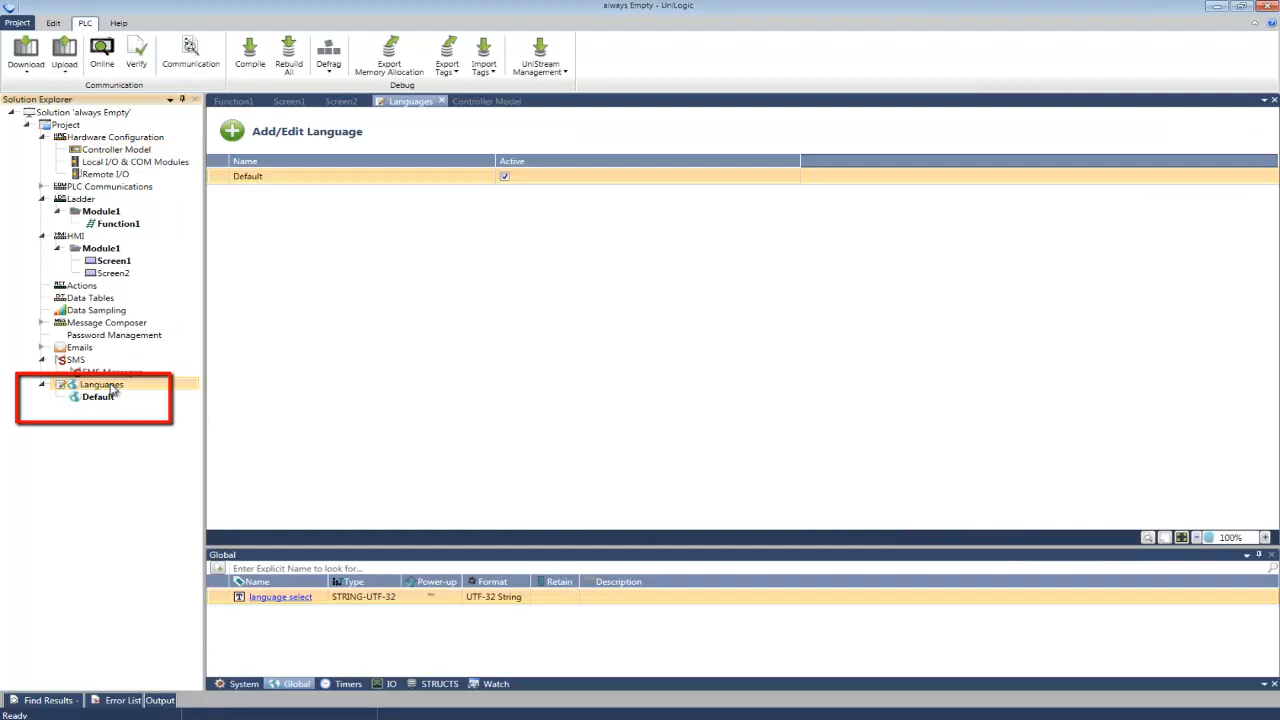 always Empty - UniLogic
Project Edit PLC Help
Download Upload Online Verify Communication Compile Rebuild All Defrag Export Memory Allocation Export Tags Import Tags UniStream Management
Communication Debug
Solution Explorer
Solution 'always Empty'
Project
Hardware Configuration
Controller Model
Local I/O & COM Modules
Remote I/O
PLC Communications
Ladder
Module1
Function1
HMI
Module1
Screen1
Screen2
Actions
Data Tables
Data Sampling
Message Composer
Password Management
Emails
SMS
Languages
Default
Function1 Screen1 Screen2 Languages Controller Model
Add/Edit Language
Name Active
Default
100%
Global
Enter Explicit Name to look for...
Name Type Power-up Format Retain Description
language select STRING-UTF-32 "" UTF-32 String
System Global Timers IO STRUCTS Watch
Find Results - Error List Output
Ready